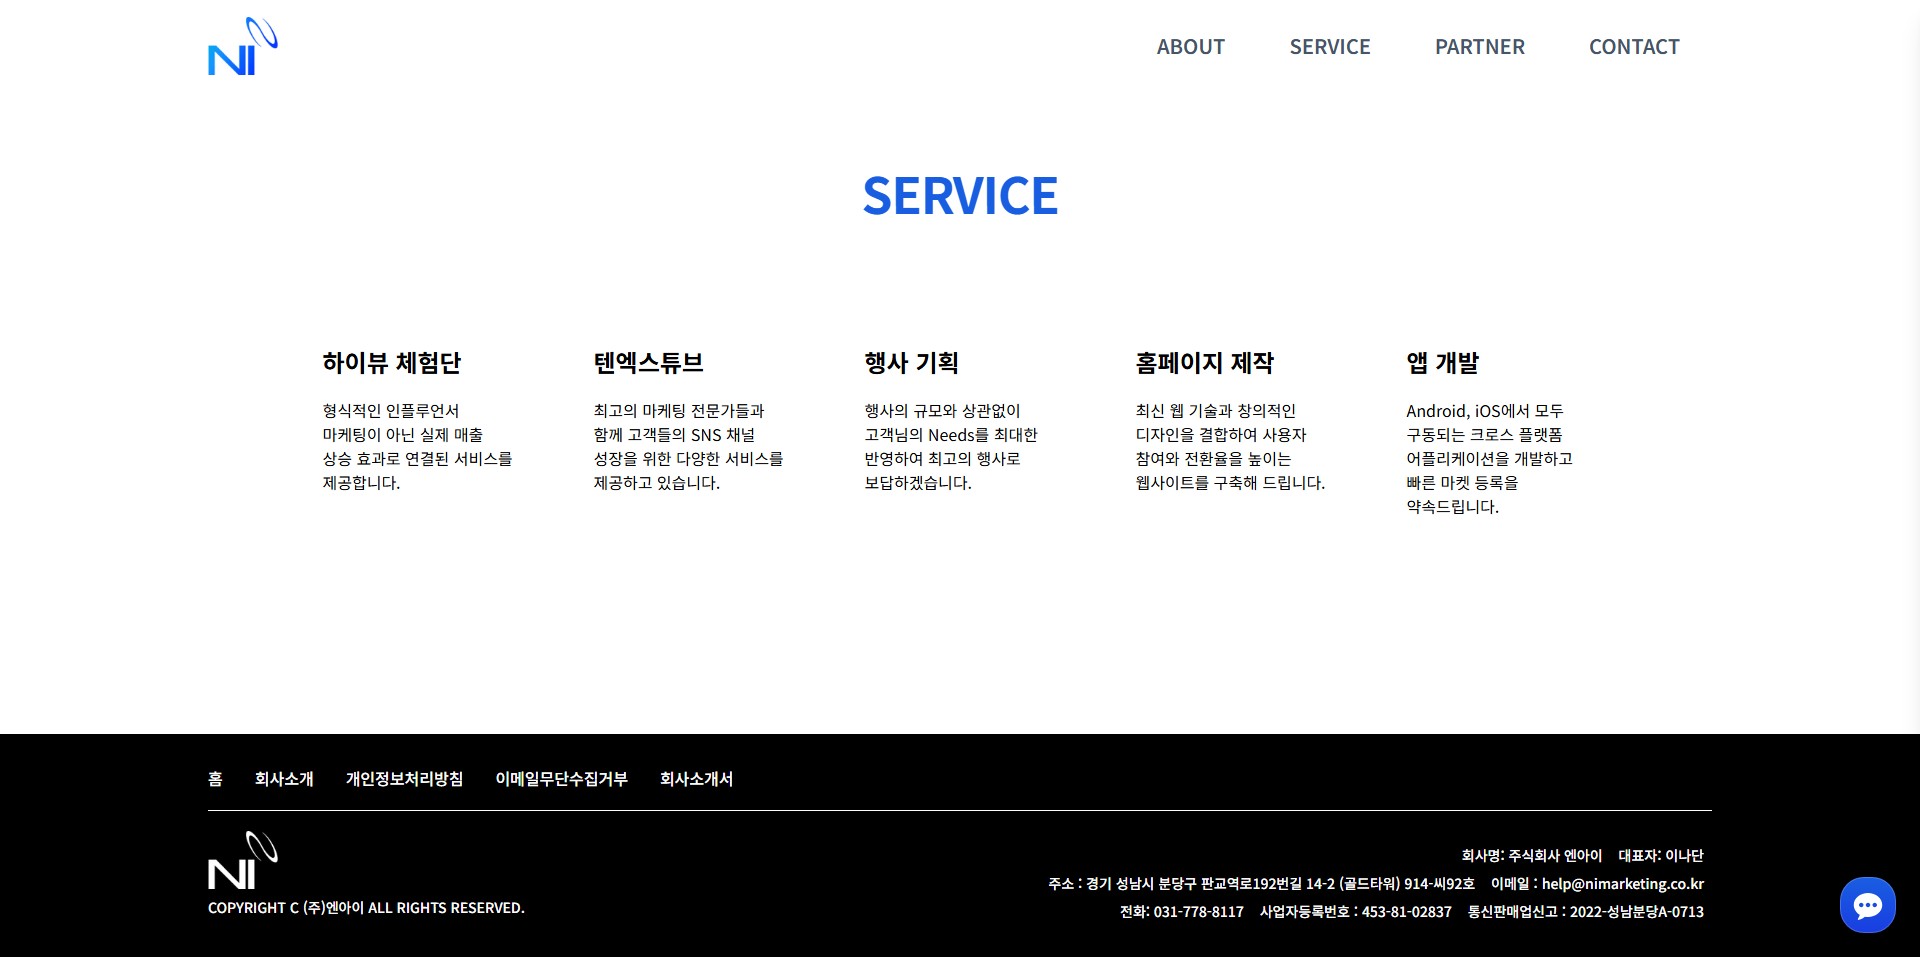 NI
ABOUT SERVICE PARTNER CONTACT
SERVICE
하이뷰 체험단
형식적인 인플루언서
마케팅이 아닌 실제 매출
상승 효과로 연결된 서비스를
제공합니다.
텐엑스튜브
최고의 마케팅 전문가들과
함께 고객들의 SNS 채널
성장을 위한 다양한 서비스를
제공하고 있습니다.
행사 기획
행사의 규모와 상관없이
고객님의 Needs를 최대한
반영하여 최고의 행사로
보답하겠습니다.
홈페이지 제작
최신 웹 기술과 창의적인
디자인을 결합하여 사용자
참여와 전환율을 높이는
웹사이트를 구축해 드립니다.
앱 개발
Android, iOS에서 모두
구동되는 크로스 플랫폼
어플리케이션을 개발하고
빠른 마켓 등록을
약속드립니다.
홈 회사소개 개인정보처리방침 이메일무단수집거부 회사소개서
NI
COPYRIGHT C (주)엔아이 ALL RIGHTS RESERVED.
회사명: 주식회사 엔아이 대표자: 이나단
주소 : 경기 성남시 분당구 판교역로192번길 14-2 (골드타워) 914-씨92호 이메일 : help@nimarketing.co.kr
전화: 031-778-8117 사업자등록번호 : 453-81-02837 통신판매업신고 : 2022-성남분당A-0713